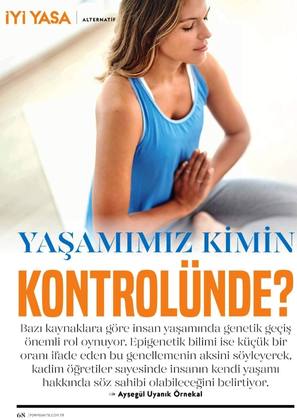 iYi YASA | ALTERNATİF
YAŞAMIMIZ KİMİN
KONTROLÜNDE?
Bazı kaynaklara göre insan yaşamında genetik geçiş
önemli rol oynuyor. Epigenetik bilimi ise küçük bir
oranı ifade eden bu genellemenin aksini söyleyerek,
kadim öğretiler sayesinde insanın kendi yaşamı
hakkında söz sahibi olabileceğini belirtiyor.
Ayşegül Uyanık Örnekal
68